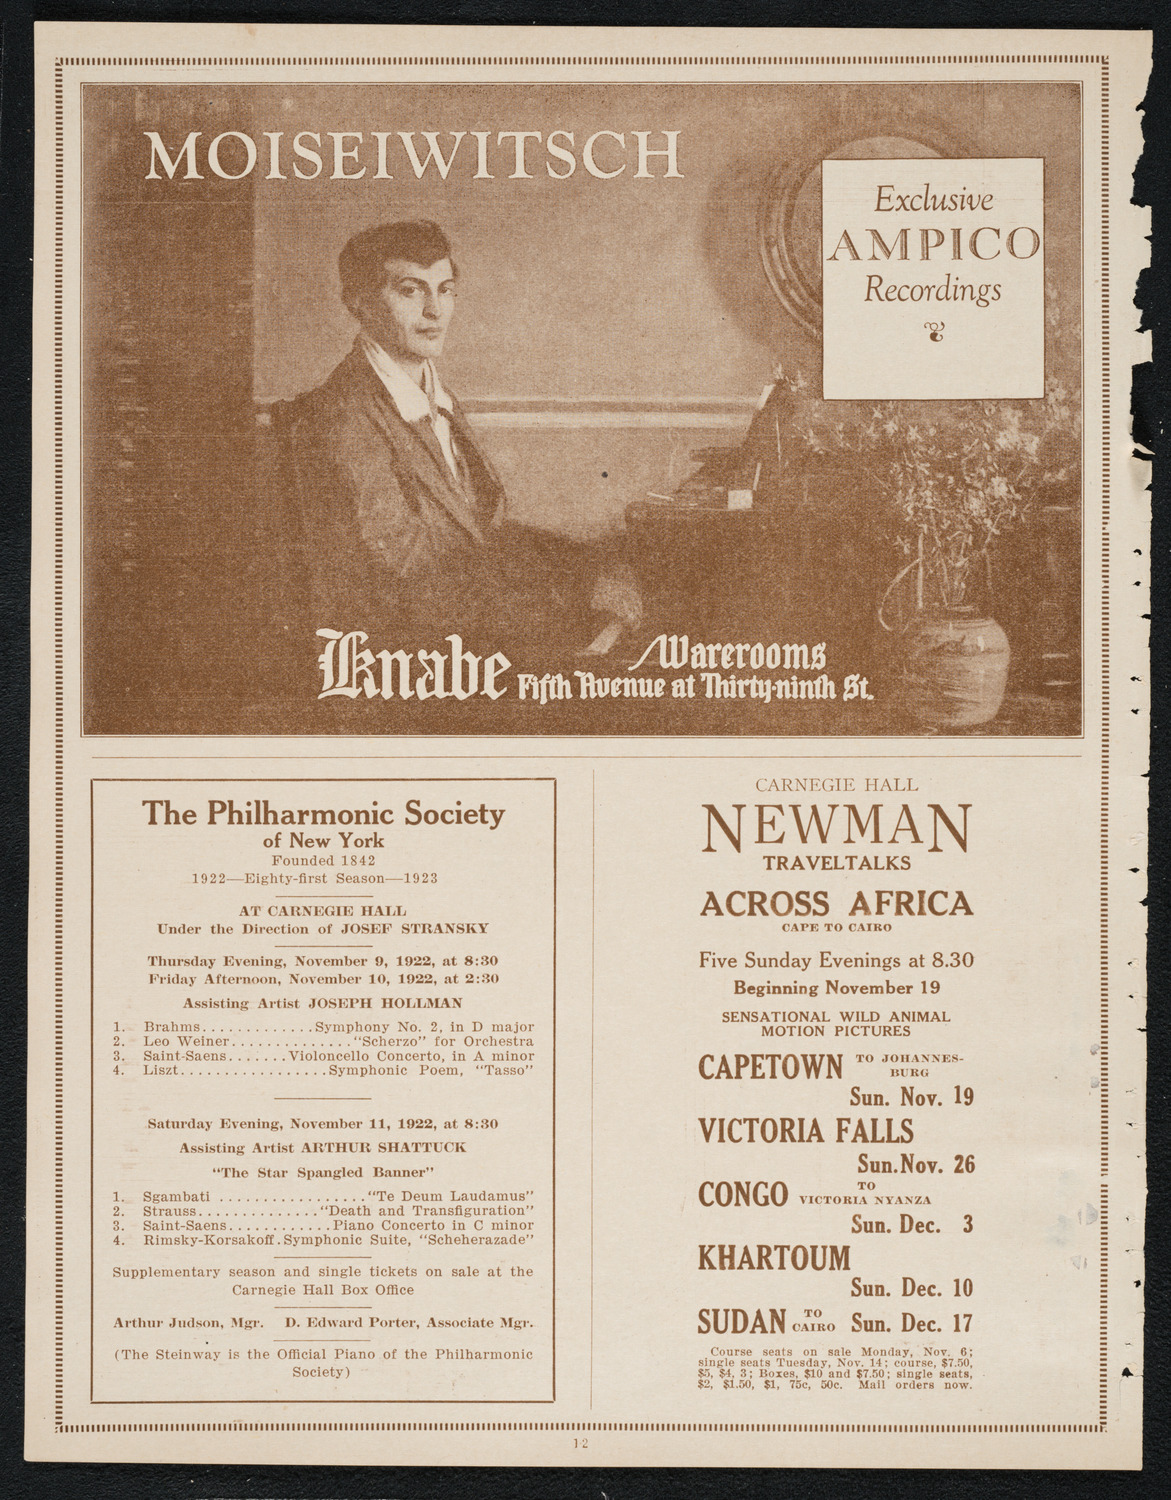 MOISEIWITSCH
Exclusive
AMPICO
Recordings
Knabe Warerooms
Fifth Avenue at Thirty-ninth St.
The Philharmonic Society
of New York
Founded 1842
1922—Eighty-first Season—1923
AT CARNEGIE HALL
Under the Direction of JOSEF STRANSKY
Thursday Evening, November 9, 1922, at 8:30
Friday Afternoon, November 10, 1922, at 2:30
Assisting Artist JOSEPH HOLLMAN
1. Brahms.............Symphony No. 2, in D major
2. Leo Weiner..............“Scherzo” for Orchestra
3. Saint-Saens.......Violoncello Concerto, in A minor
4. Liszt.................Symphonic Poem, “Tasso”
Saturday Evening, November 11, 1922, at 8:30
Assisting Artist ARTHUR SHATTUCK
“The Star Spangled Banner”
1. Sgambati .................“Te Deum Laudamus”
2. Strauss..............“Death and Transfiguration”
3. Saint-Saens............Piano Concerto in C minor
4. Rimsky-Korsakoff.Symphonic Suite, “Scheherazade”
Supplementary season and single tickets on sale at the
Carnegie Hall Box Office
Arthur Judson, Mgr. D. Edward Porter, Associate Mgr.
(The Steinway is the Official Piano of the Philharmonic
Society)
CARNEGIE HALL
NEWMAN
TRAVELTALKS
ACROSS AFRICA
CAPE TO CAIRO
Five Sunday Evenings at 8.30
Beginning November 19
SENSATIONAL WILD ANIMAL
MOTION PICTURES
CAPETOWN TO JOHANNES-
BURG
Sun. Nov. 19
VICTORIA FALLS
Sun.Nov. 26
CONGO TO
VICTORIA NYANZA
Sun. Dec. 3
KHARTOUM
Sun. Dec. 10
SUDAN TO CAIRO Sun. Dec. 17
Course seats on sale Monday, Nov. 6;
single seats Tuesday, Nov. 14; course, $7.50,
$5, $4, 3; Boxes, $10 and $7.50; single seats,
$2, $1.50, $1, 75c, 50c. Mail orders now.
12